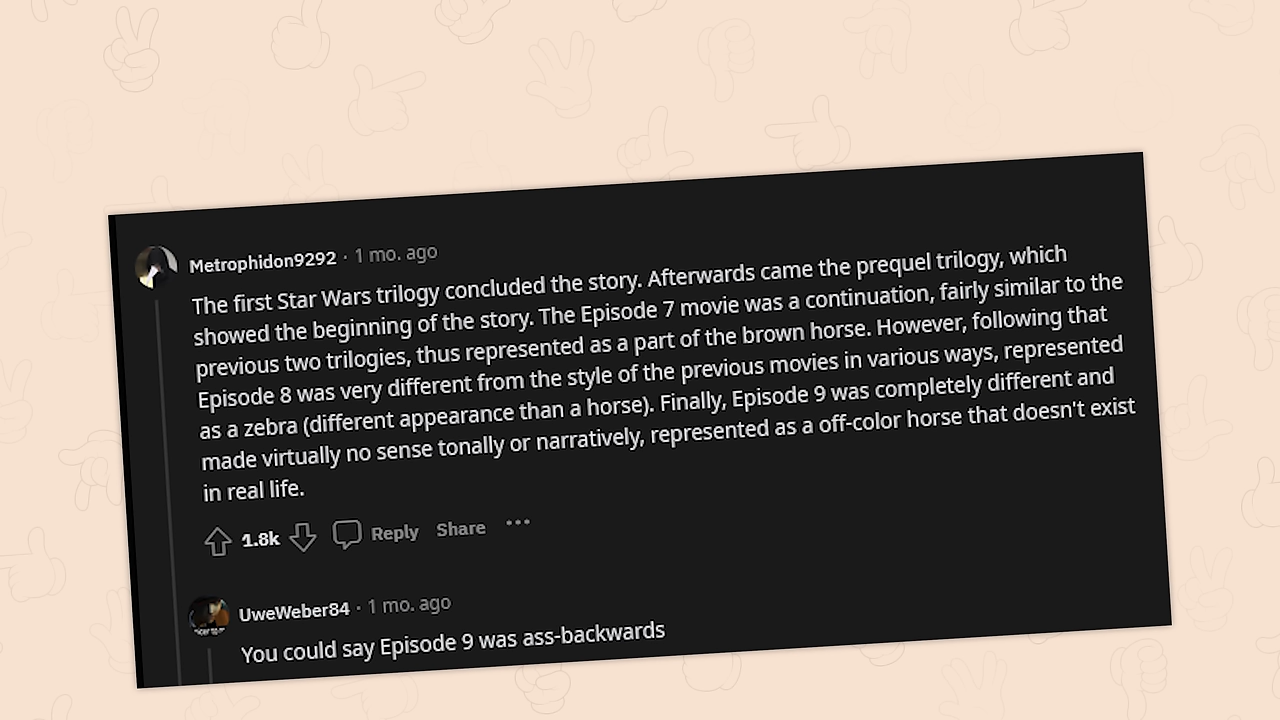 Metrophidon9292 · 1 mo. ago
The first Star Wars trilogy concluded the story. Afterwards came the prequel trilogy, which
showed the beginning of the story. The Episode 7 movie was a continuation, fairly similar to the
previous two trilogies, thus represented as a part of the brown horse. However, following that
Episode 8 was very different from the style of the previous movies in various ways, represented
as a zebra (different appearance than a horse). Finally, Episode 9 was completely different and
made virtually no sense tonally or narratively, represented as a off-color horse that doesn't exist
in real life.
1.8k Reply Share ···
UweWeber84 · 1 mo. ago
You could say Episode 9 was ass-backwards